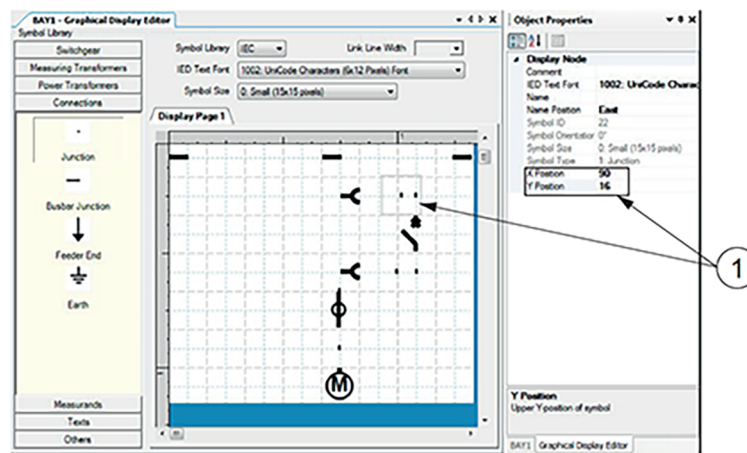 BAY1 - Graphical Display Editor
Symbol Library
Switchgear
Measuring Transformers
Power Transformers
Connections
Junction
Busbar Junction
Feeder End
Earth
Measurands
Texts
Others
Symbol Library IEC Link Line Width
IED Text Font 1002: UniCode Characters (6x12 Pixels) Font
Symbol Size 0: Small (15x15 pixels)
Display Page 1
1
M
Object Properties
Display Node
Comment
IED Text Font 1002: UniCode Charac
Name
Name Position East
Symbol ID 22
Symbol Orientation 0°
Symbol Size 0: Small (15x15 pixels)
Symbol Type 1: Junction
X Position 90
Y Position 16
1
Y Position
Upper Y-position of symbol
BAY1 Graphical Display Editor